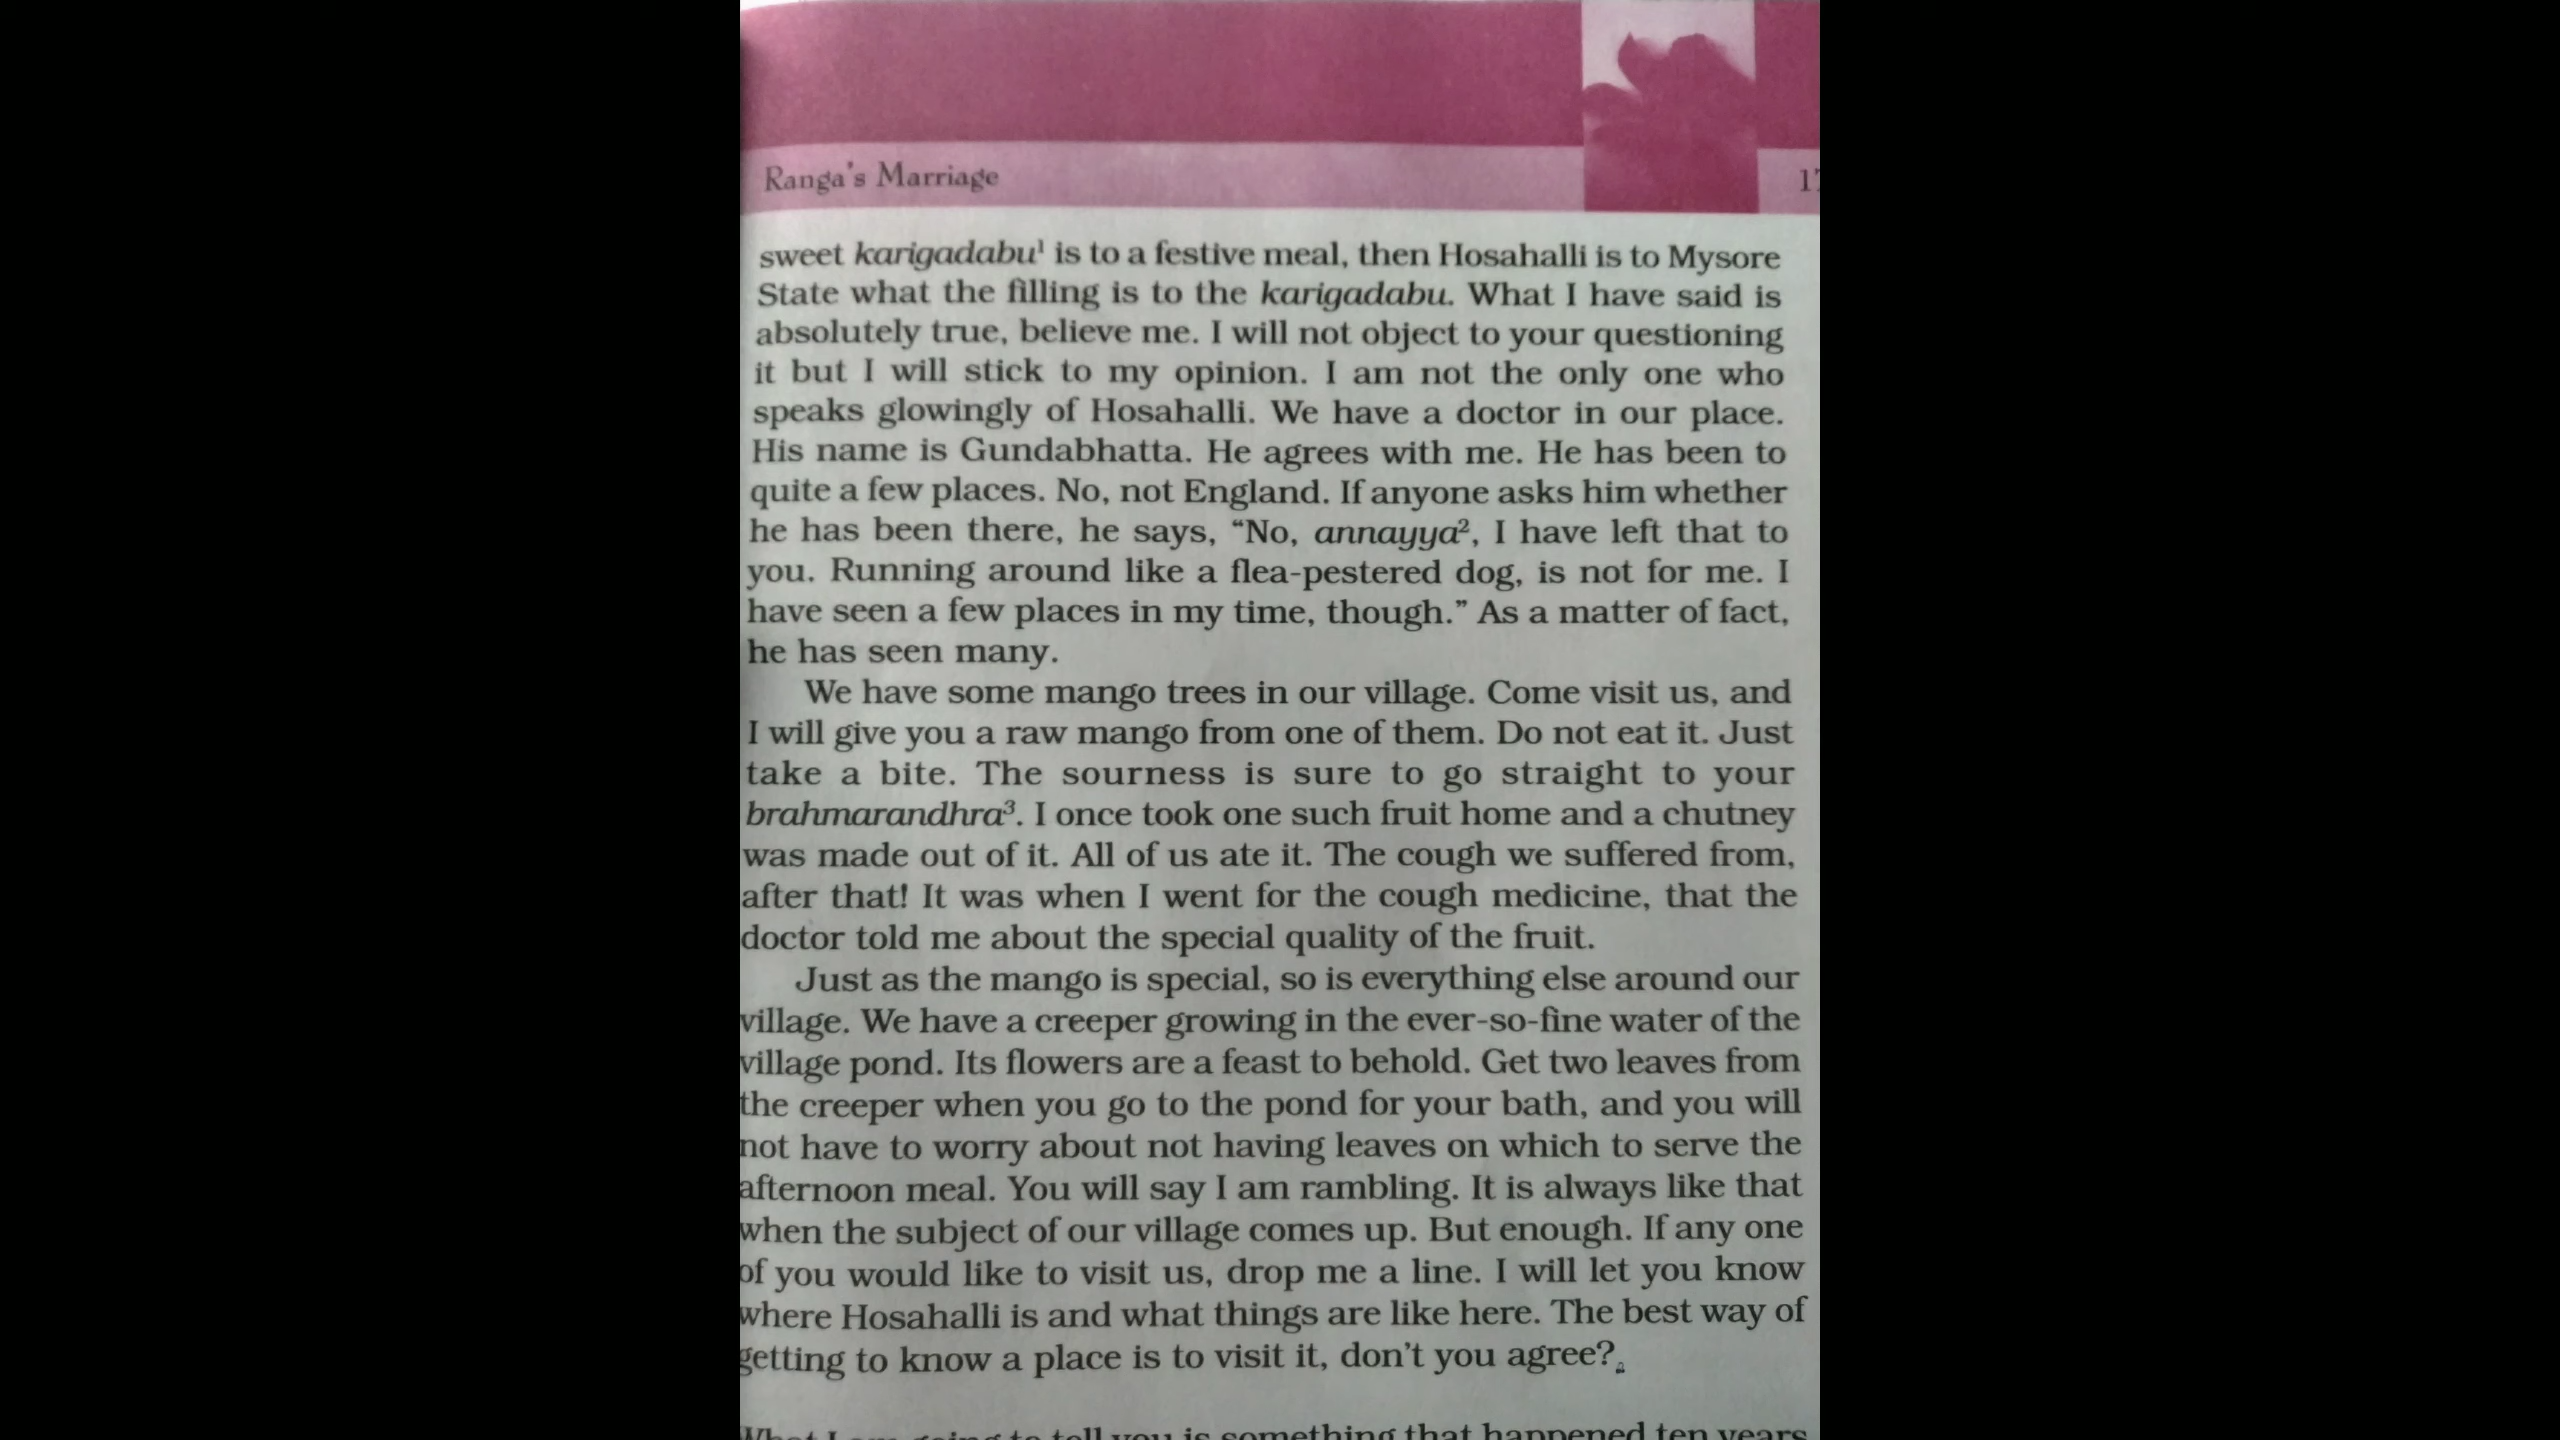 Ranga's Marriage
sweet karigadabu¹ is to a festive meal, then Hosahalli is to Mysore
State what the filling is to the karigadabu. What I have said is
absolutely true, believe me. I will not object to your questioning
it but I will stick to my opinion. I am not the only one who
speaks glowingly of Hosahalli. We have a doctor in our place.
His name is Gundabhatta. He agrees with me. He has been to
quite a few places. No, not England. If anyone asks him whether
he has been there, he says, “No, annayya², I have left that to
you. Running around like a flea-pestered dog, is not for me. I
have seen a few places in my time, though.” As a matter of fact,
he has seen many.
We have some mango trees in our village. Come visit us, and
I will give you a raw mango from one of them. Do not eat it. Just
take a bite. The sourness is sure to go straight to your
brahmarandhra³. I once took one such fruit home and a chutney
was made out of it. All of us ate it. The cough we suffered from,
after that! It was when I went for the cough medicine, that the
doctor told me about the special quality of the fruit.
Just as the mango is special, so is everything else around our
village. We have a creeper growing in the ever-so-fine water of the
village pond. Its flowers are a feast to behold. Get two leaves from
the creeper when you go to the pond for your bath, and you will
not have to worry about not having leaves on which to serve the
afternoon meal. You will say I am rambling. It is always like that
when the subject of our village comes up. But enough. If any one
of you would like to visit us, drop me a line. I will let you know
where Hosahalli is and what things are like here. The best way of
getting to know a place is to visit it, don't you agree?
What I am going to tell you is something that happened ten years